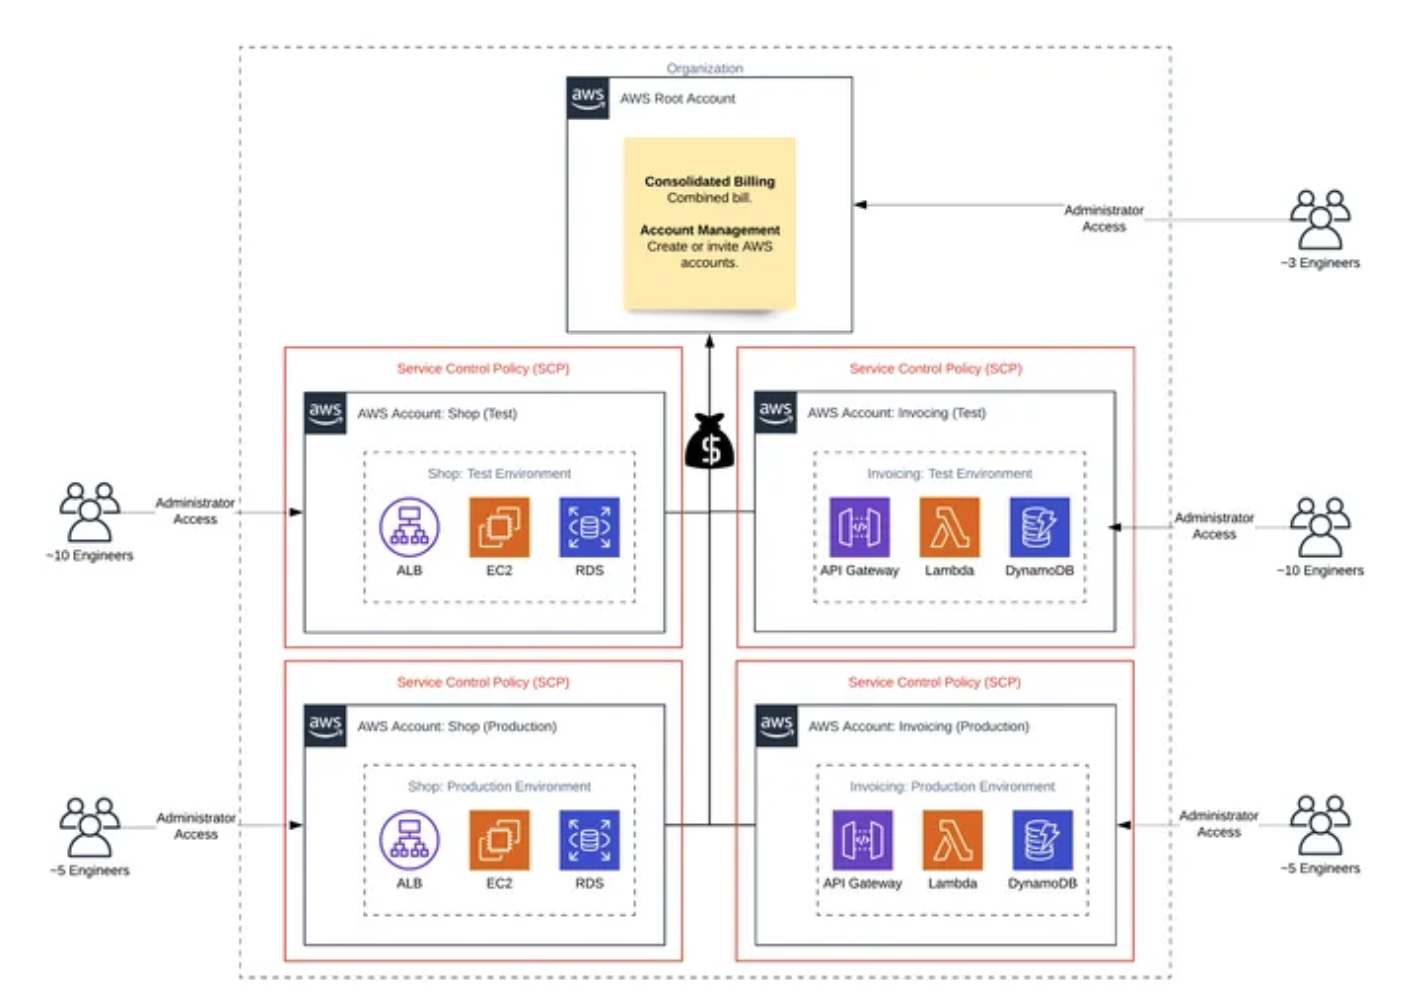 Organization
aws
AWS Root Account
Consolidated Billing
Combined bill.
Account Management
Create or invite AWS
accounts.
Administrator
Access
~3 Engineers
Service Control Policy (SCP)
aws
AWS Account: Shop (Test)
Shop: Test Environment
ALB
EC2
RDS
Administrator
Access
~10 Engineers
$
Service Control Policy (SCP)
aws
AWS Account: Invocing (Test)
Invoicing: Test Environment
API Gateway
Lambda
DynamoDB
Administrator
Access
~10 Engineers
Service Control Policy (SCP)
aws
AWS Account: Shop (Production)
Shop: Production Environment
ALB
EC2
RDS
Administrator
Access
~5 Engineers
Service Control Policy (SCP)
aws
AWS Account: Invoicing (Production)
Invoicing: Production Environment
API Gateway
Lambda
DynamoDB
Administrator
Access
~5 Engineers